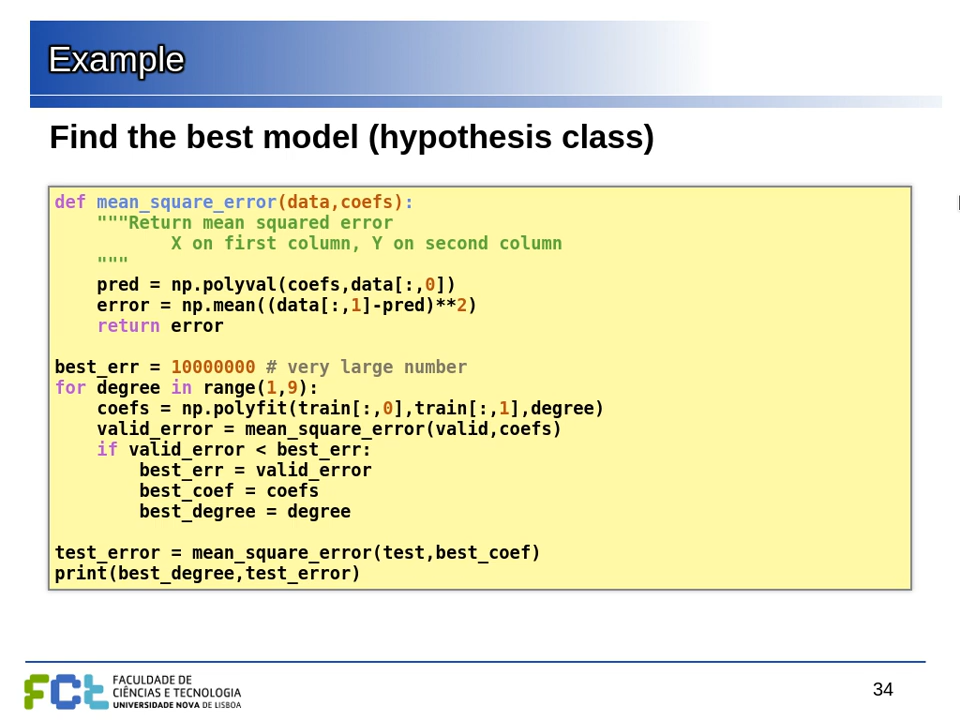 Example
Find the best model (hypothesis class)
def mean_square_error(data,coefs):
    """Return mean squared error
           X on first column, Y on second column
    """
    pred = np.polyval(coefs,data[:,0])
    error = np.mean((data[:,1]-pred)**2)
    return error

best_err = 10000000 # very large number
for degree in range(1,9):
    coefs = np.polyfit(train[:,0],train[:,1],degree)
    valid_error = mean_square_error(valid,coefs)
    if valid_error < best_err:
        best_err = valid_error
        best_coef = coefs
        best_degree = degree

test_error = mean_square_error(test,best_coef)
print(best_degree,test_error)
FCt
FACULDADE DE
CIÊNCIAS E TECNOLOGIA
UNIVERSIDADE NOVA DE LISBOA
34